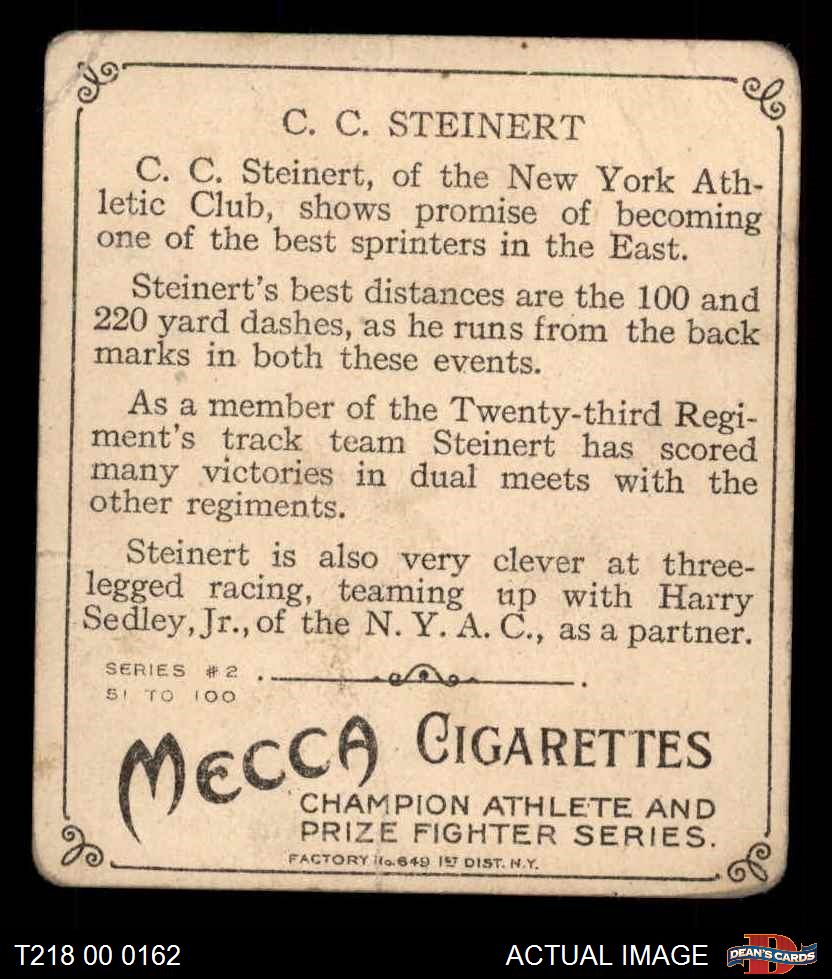 C. C. STEINERT
C. C. Steinert, of the New York Ath-
letic Club, shows promise of becoming
one of the best sprinters in the East.
Steinert's best distances are the 100 and
220 yard dashes, as he runs from the back
marks in both these events.
As a member of the Twenty-third Regi-
ment's track team Steinert has scored
many victories in dual meets with the
other regiments.
Steinert is also very clever at three-
legged racing, teaming up with Harry
Sedley, Jr., of the N. Y. A. C., as a partner.
SERIES #2
51 TO 100
MECCA CIGARETTES
CHAMPION ATHLETE AND
PRIZE FIGHTER SERIES.
FACTORY No. 649 1ST DIST. N.Y.
T218 00 0162 ACTUAL IMAGE DEAN'S CARDS